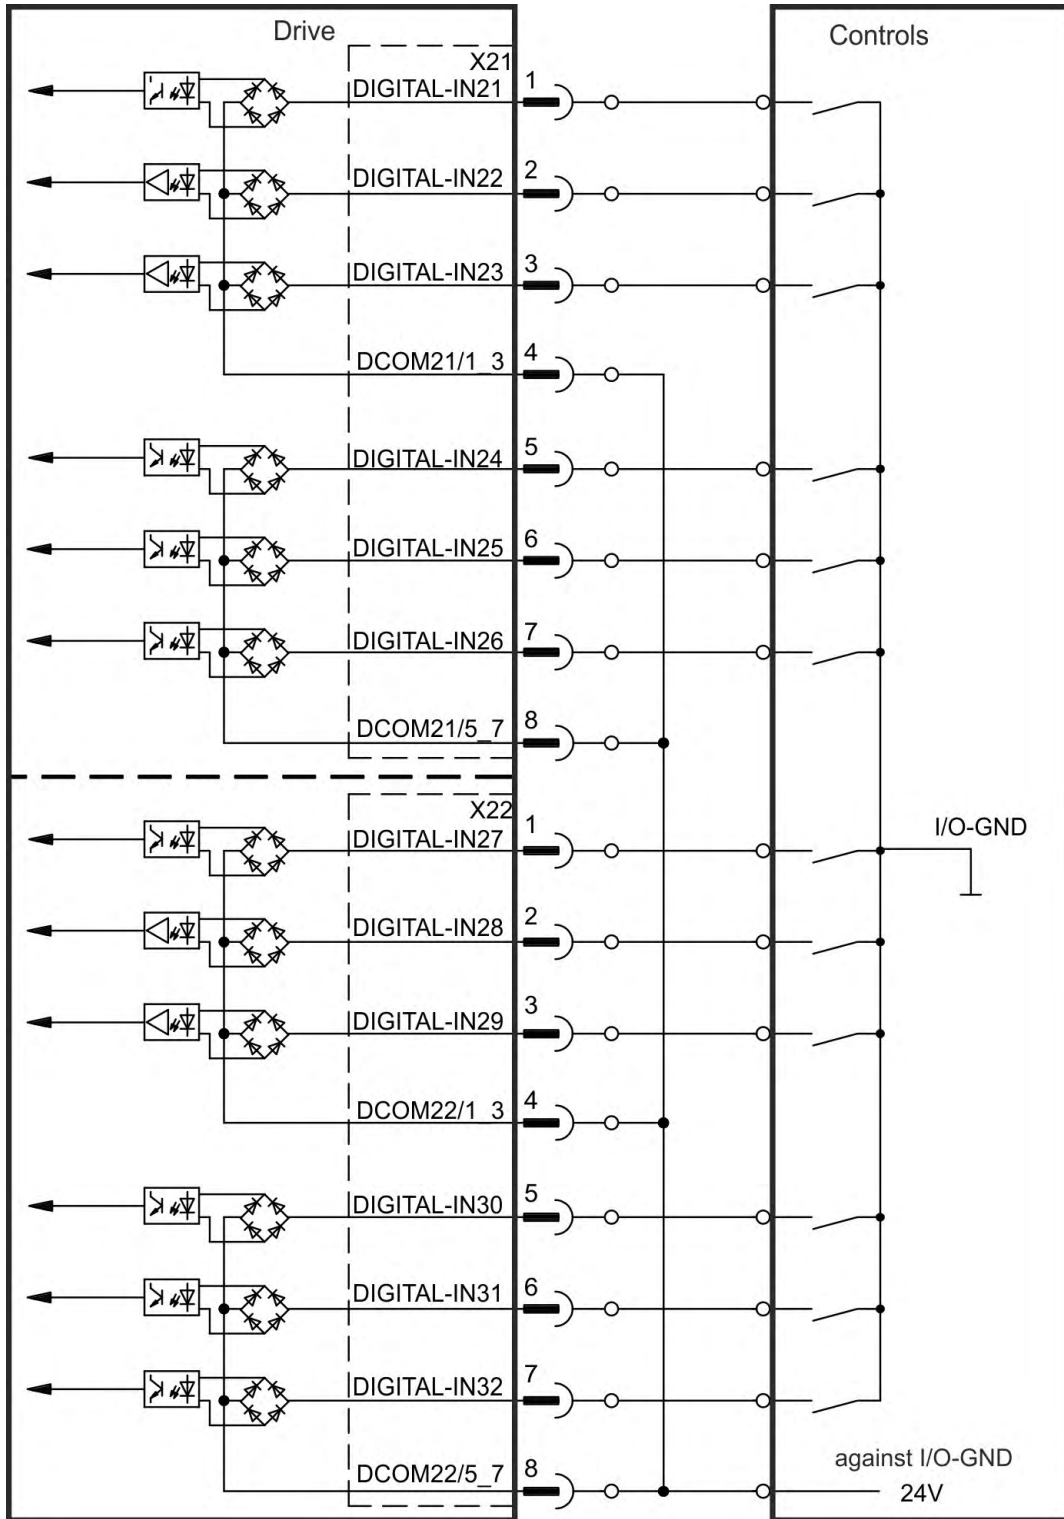 Drive
Controls
X21
DIGITAL-IN21 1
DIGITAL-IN22 2
DIGITAL-IN23 3
DCOM21/1_3 4
DIGITAL-IN24 5
DIGITAL-IN25 6
DIGITAL-IN26 7
DCOM21/5_7 8
X22
DIGITAL-IN27 1
I/O-GND
DIGITAL-IN28 2
DIGITAL-IN29 3
DCOM22/1_3 4
DIGITAL-IN30 5
DIGITAL-IN31 6
DIGITAL-IN32 7
against I/O-GND
DCOM22/5_7 8
24V